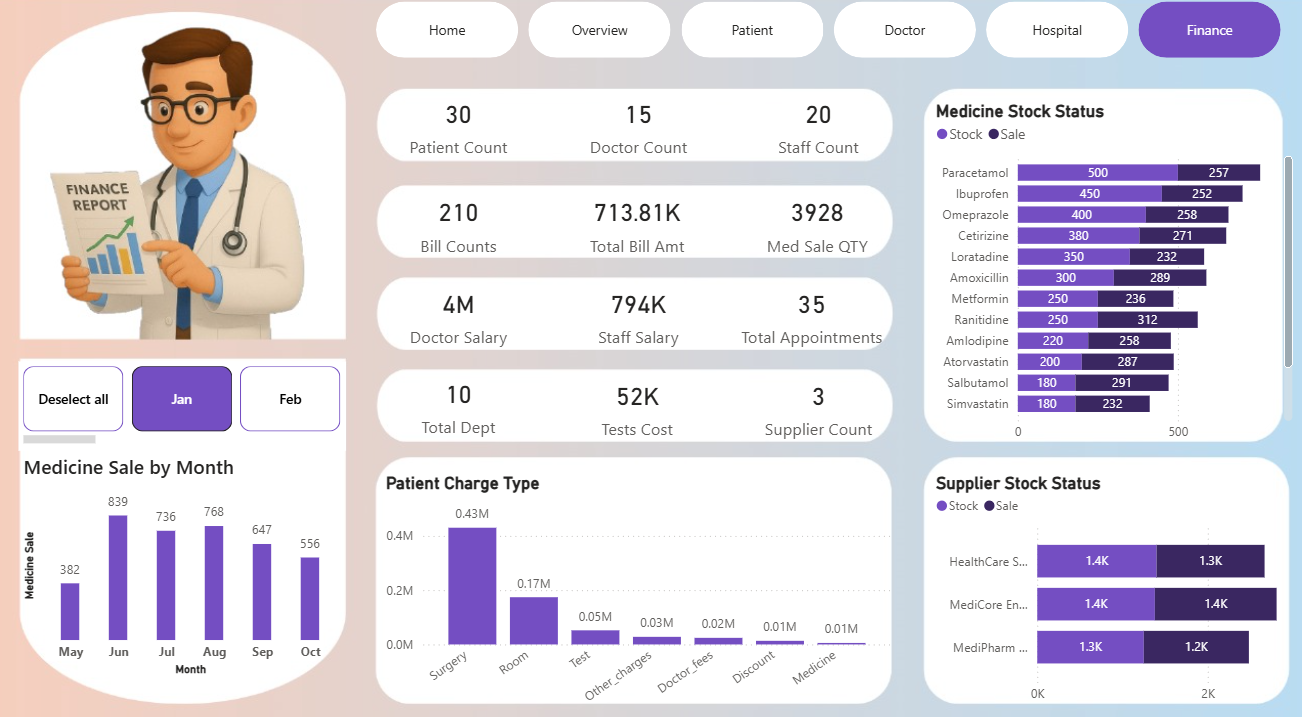 Home Overview Patient Doctor Hospital Finance
FINANCE
REPORT
30 15 20
Patient Count Doctor Count Staff Count
210 713.81K 3928
Bill Counts Total Bill Amt Med Sale QTY
4M 794K 35
Doctor Salary Staff Salary Total Appointments
10 52K 3
Total Dept Tests Cost Supplier Count
Medicine Stock Status
Stock Sale
Paracetamol 500 257
Ibuprofen 450 252
Omeprazole 400 258
Cetirizine 380 271
Loratadine 350 232
Amoxicillin 300 289
Metformin 250 236
Ranitidine 250 312
Amlodipine 220 258
Atorvastatin 200 287
Salbutamol 180 291
Simvastatin 180 232
0 500
Deselect all Jan Feb
Medicine Sale by Month
Medicine Sale
382 839 736 768 647 556
May Jun Jul Aug Sep Oct
Month
Patient Charge Type
0.4M
0.2M
0.0M
0.43M 0.17M 0.05M 0.03M 0.02M 0.01M 0.01M
Surgery Room Test Other_charges Doctor_fees Discount Medicine
Supplier Stock Status
Stock Sale
HealthCare S... 1.4K 1.3K
MediCore En... 1.4K 1.4K
MediPharm ... 1.3K 1.2K
0K 2K